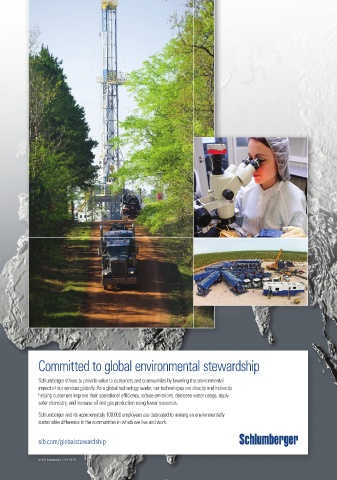 Committed to global environmental stewardship
Schlumberger strives to provide value to customers and communities by lowering the environmental
impact of our services globally. As a global technology leader, our technologies are directly and indirectly
helping customers improve their operational efficiency, reduce emissions, decrease water usage, apply
safer chemistry, and increase oil and gas production using fewer resources.
Schlumberger and its approximately 100,000 employees are dedicated to making an environmentally
sustainable difference in the communities in which we live and work.
slb.com/globalstewardship
Schlumberger